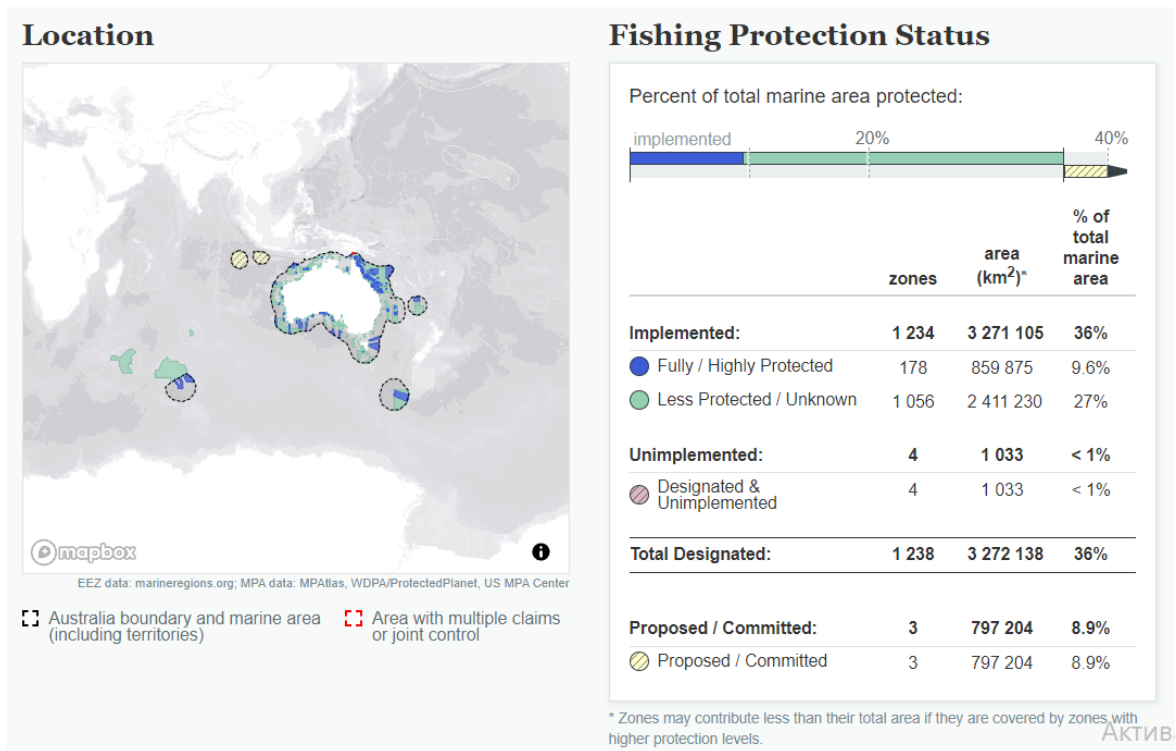 Location
mapbox
i
EEZ data: marineregions.org; MPA data: MPAtlas, WDPA/ProtectedPlanet, US MPA Center
Australia boundary and marine area
(including territories)
Area with multiple claims
or joint control
Fishing Protection Status
Percent of total marine area protected:
implemented 20% 40%
% of
total
marine
area
zones
area
(km²)*
Implemented: 1 234 3 271 105 36%
Fully / Highly Protected 178 859 875 9.6%
Less Protected / Unknown 1 056 2 411 230 27%
Unimplemented: 4 1 033 < 1%
Designated &
Unimplemented 4 1 033 < 1%
Total Designated: 1 238 3 272 138 36%
Proposed / Committed: 3 797 204 8.9%
Proposed / Committed 3 797 204 8.9%
* Zones may contribute less than their total area if they are covered by zones with
higher protection levels.
Актив